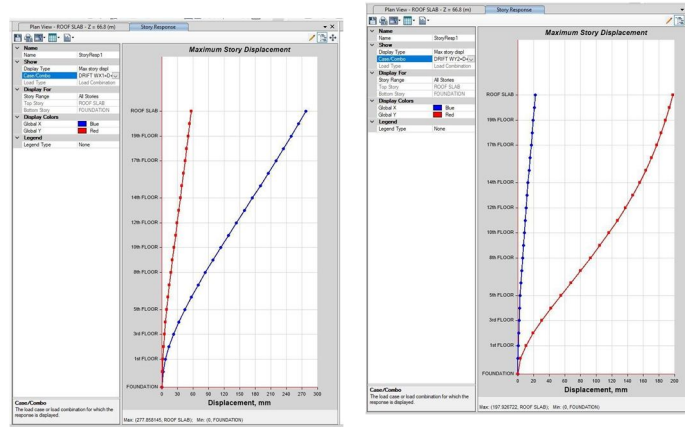 Plan View - ROOF SLAB - Z = 66.8 (m)
Story Response
Name
Name StoryResp1
Show
Display Type Max story displ
Case/Combo DRIFT WX1+D+
Load Type Load Combination
Display For
Story Range All Stories
Top Story ROOF SLAB
Bottom Story FOUNDATION
Display Colors
Global X Blue
Global Y Red
Legend
Legend Type None
Case/Combo
The load case or load combination for which the
response is displayed.
Maximum Story Displacement
ROOF SLAB
19th FLOOR
17th FLOOR
14th FLOOR
12th FLOOR
10th FLOOR
8th FLOOR
5th FLOOR
3rd FLOOR
1st FLOOR
FOUNDATION
0 30 60 90 120 150 180 210 240 270 300
Displacement, mm
Max: (277.858145, ROOF SLAB); Min: (0, FOUNDATION)
Plan View - ROOF SLAB - Z = 66.8 (m)
Story Response
Name
Name StoryResp1
Show
Display Type Max story displ
Case/Combo DRIFT WY2+D+
Load Type Load Combination
Display For
Story Range All Stories
Top Story ROOF SLAB
Bottom Story FOUNDATION
Display Colors
Global X Blue
Global Y Red
Legend
Legend Type None
Case/Combo
The load case or load combination for which the
response is displayed.
Maximum Story Displacement
ROOF SLAB
19th FLOOR
17th FLOOR
14th FLOOR
12th FLOOR
10th FLOOR
8th FLOOR
5th FLOOR
3rd FLOOR
1st FLOOR
FOUNDATION
0 20 40 60 80 100 120 140 160 180 200
Displacement, mm
Max: (197.926722, ROOF SLAB); Min: (0, FOUNDATION)